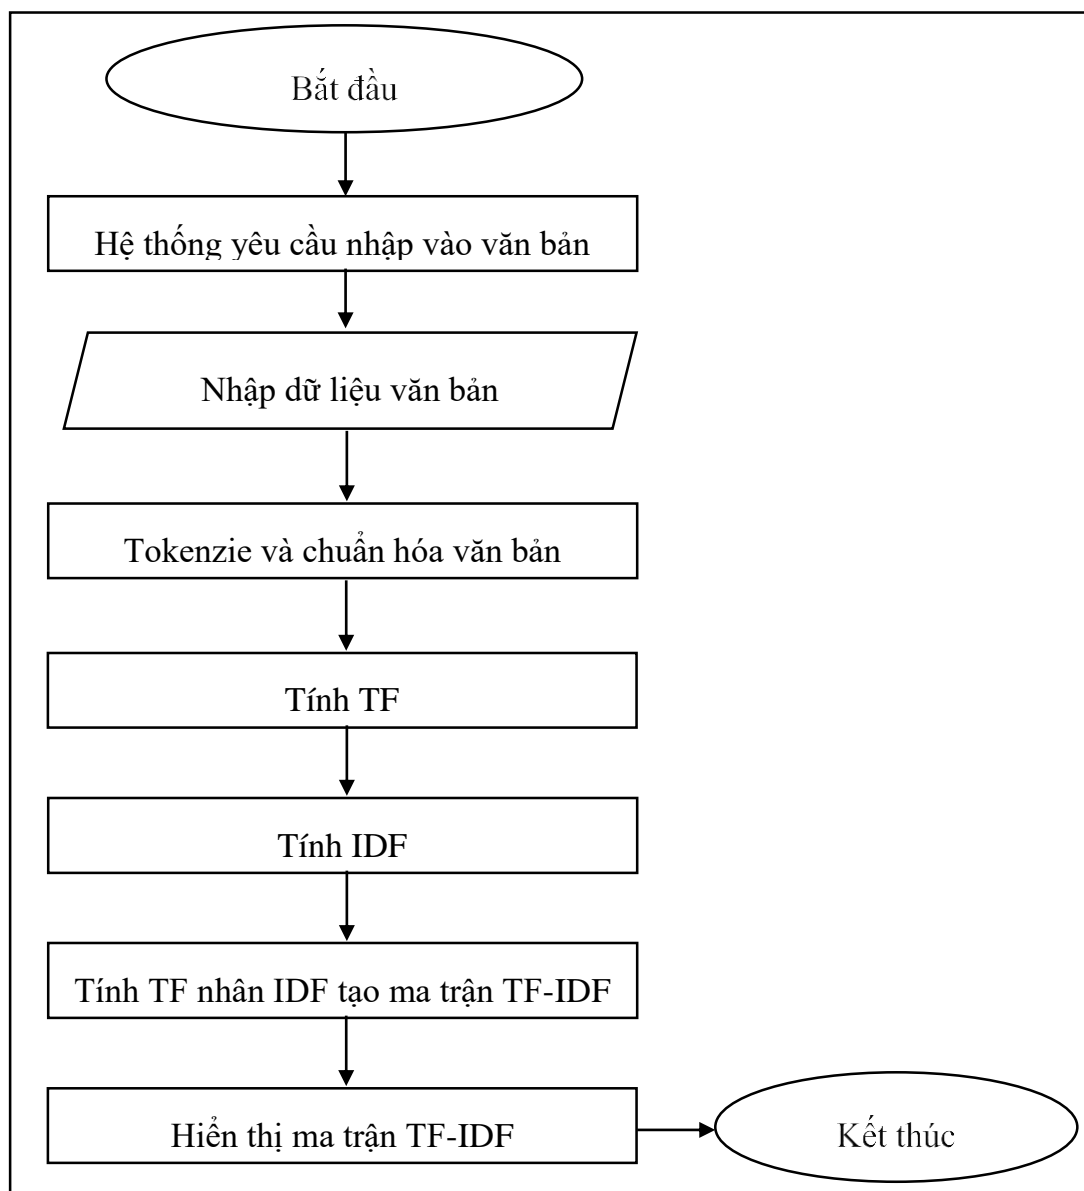 Bắt đầu
Hệ thống yêu cầu nhập vào văn bản
Nhập dữ liệu văn bản
Tokenzie và chuẩn hóa văn bản
Tính TF
Tính IDF
Tính TF nhân IDF tạo ma trận TF-IDF
Hiển thị ma trận TF-IDF
Kết thúc